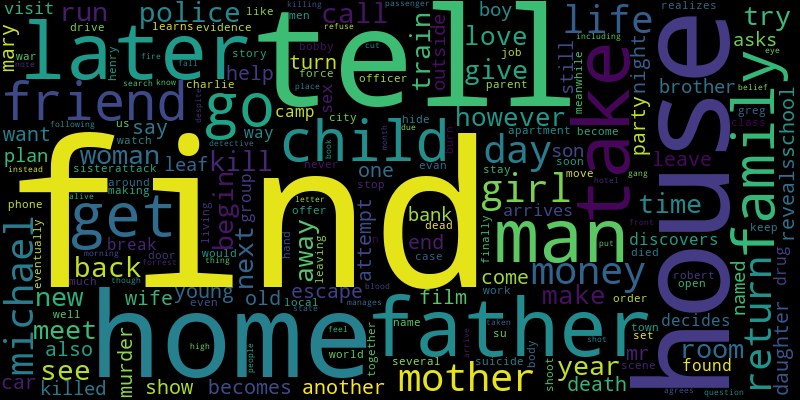 find
tell
house
home
father
later
take
child
man
family
get
go
friend
mother
day
life
return
girl
money
michael
woman
kill
room
time
year
police
run
call
love
give
train
boy
try
asks
visit
like
men
killing
passenger
realizes
mary
drive
learns
evidence
outside
job
including
war
henry
story
bobby
refuse
cut
parent
still
meanwhile
night
brother
belief
eye
note
fire
fall
help
turn
force
officer
search
know
charlie
sex
place
camp
city
hide
due
however
party
greg
class
school
want
following
us
say
way
despite
detective
apartment
become
plan
watch
leaf
never
book
month
burn
son
soon
leave
instead
sister
attack
around
making
one
stop
evan
stay
move
gang
hotel
reveals
alive
phone
living
begin
next
group
attempt
letter
offer
bank
dead
arrives
discovers
front
eventually
break
door
forrest
would
thing
away
leaving
hand
end
case
finally
put
died
named
keep
drug
back
morning
new
much
though
young
even
escape
blood
come
work
robert
open
well
wife
old
local
manages
film
make
order
decides
daughter
meet
state
feel
name
taken
shot
town
set
mr
found
also
murder
high
people
world
together
several
arrive
su
suicide
body
shoot
death
scene
see
car
killed
show
becomes
another
agrees
question